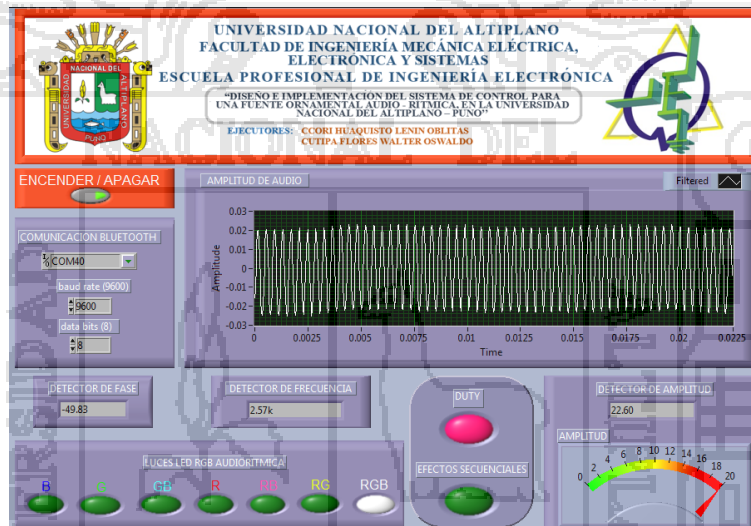 UNIVERSIDAD NACIONAL DEL ALTIPLANO
FACULTAD DE INGENIERÍA MECÁNICA ELÉCTRICA,
ELECTRÓNICA Y SISTEMAS
ESCUELA PROFESIONAL DE INGENIERÍA ELECTRÓNICA
“DISEÑO E IMPLEMENTACIÓN DEL SISTEMA DE CONTROL PARA
UNA FUENTE ORNAMENTAL AUDIO - RITMICA, EN LA UNIVERSIDAD
NACIONAL DEL ALTIPLANO – PUNO’’
EJECUTORES: CCORI HUAQUISTO LENIN OBLITAS
CUTIPA FLORES WALTER OSWALDO
UNIVERSIDAD NACIONAL DEL ALTIPLANO
PUNO
ENCENDER / APAGAR
COMUNICACION BLUETOOTH
COM40
baud rate (9600)
9600
data bits (8)
8
AMPLITUD DE AUDIO
Filtered
Amplitude
0.03
0.02
0.01
0
-0.01
-0.02
-0.03
0 0.0025 0.005 0.0075 0.01 0.0125 0.015 0.0175 0.02 0.0225
Time
DETECTOR DE FASE
-49.83
DETECTOR DE FRECUENCIA
2.57k
DUTY
EFECTOS SECUENCIALES
DETECTOR DE AMPLITUD
22.60
AMPLITUD
0 2 4 6 8 10 12 14 16 18 20
LUCES LED RGB AUDIORITMICA
B G GB R RB RG RGB
NACIONAL DEL